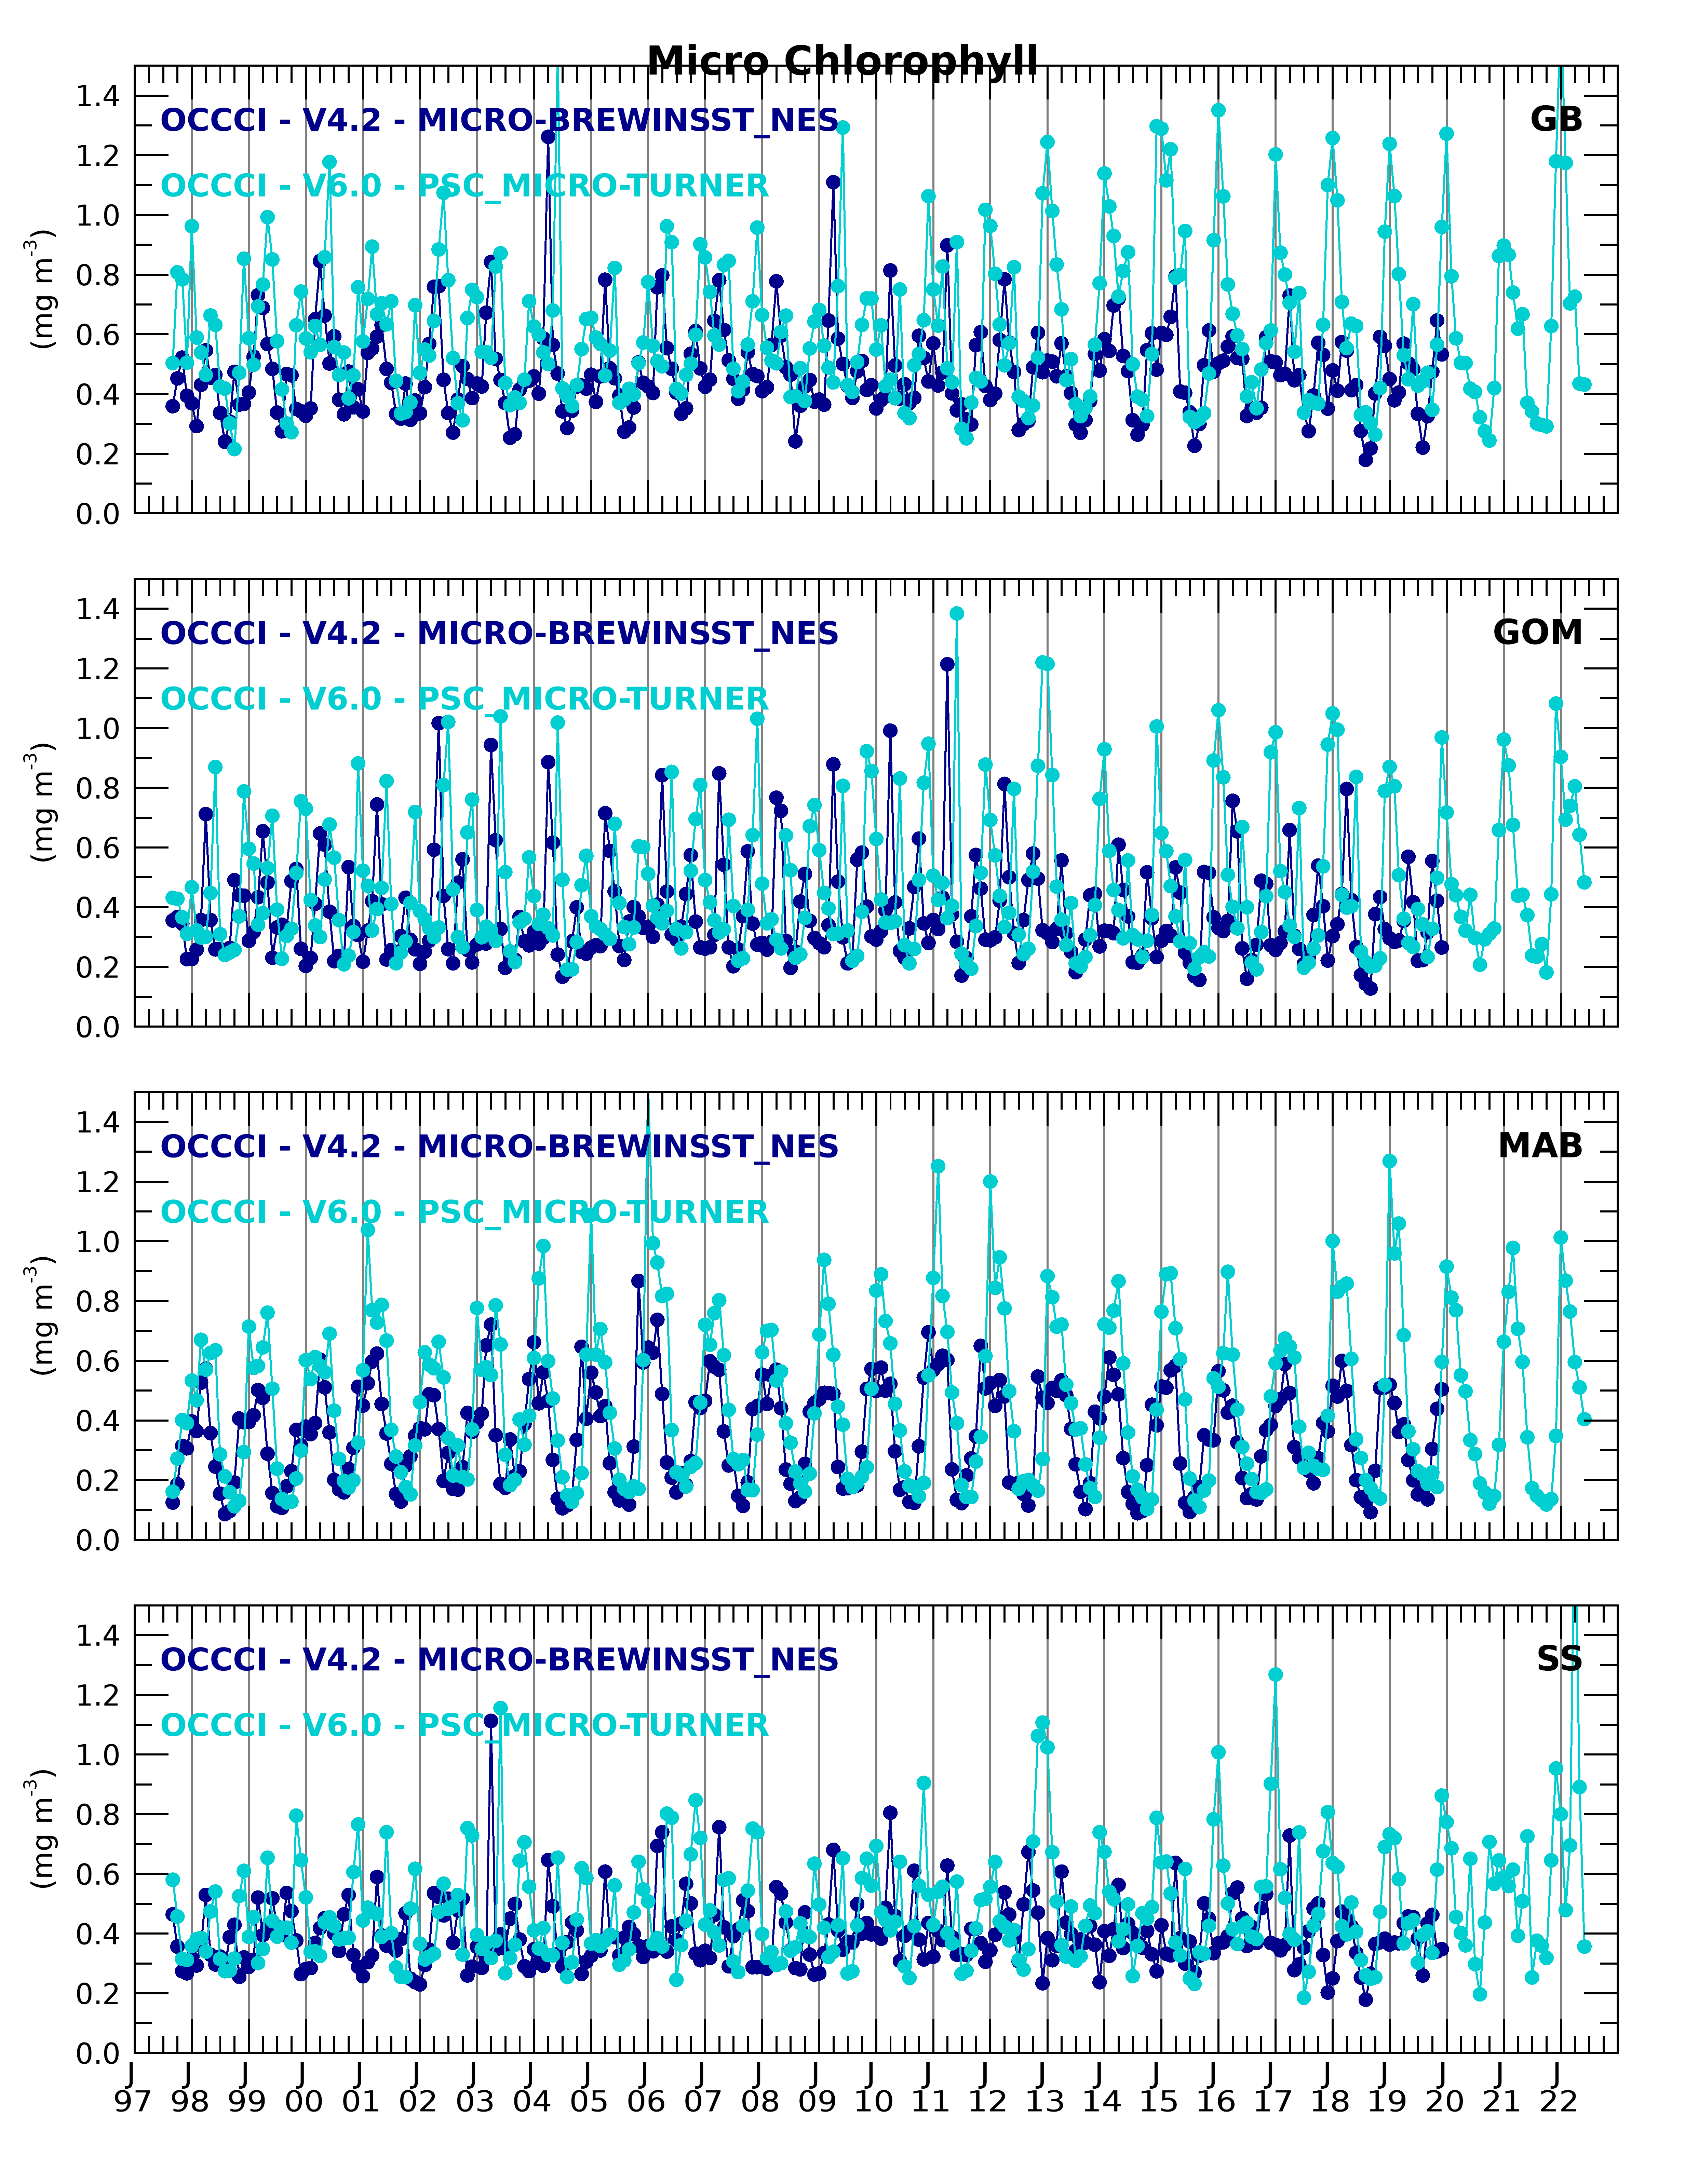 Micro Chlorophyll
1.4
1.2
1.0
0.8
0.6
0.4
0.2
0.0
(mg m-3)
OCCCI - V4.2 - MICRO-BREWINSST_NES
GB
OCCCI - V6.0 - PSC_MICRO-TURNER
1.4
1.2
1.0
0.8
0.6
0.4
0.2
0.0
(mg m-3)
OCCCI - V4.2 - MICRO-BREWINSST_NES
GOM
OCCCI - V6.0 - PSC_MICRO-TURNER
1.4
1.2
1.0
0.8
0.6
0.4
0.2
0.0
(mg m-3)
OCCCI - V4.2 - MICRO-BREWINSST_NES
MAB
OCCCI - V6.0 - PSC_MICRO-TURNER
1.4
1.2
1.0
0.8
0.6
0.4
0.2
0.0
(mg m-3)
OCCCI - V4.2 - MICRO-BREWINSST_NES
SS
OCCCI - V6.0 - PSC_MICRO-TURNER
J J J J J J J J J J J J J J J J J J J J J J J J J J
97 98 99 00 01 02 03 04 05 06 07 08 09 10 11 12 13 14 15 16 17 18 19 20 21 22